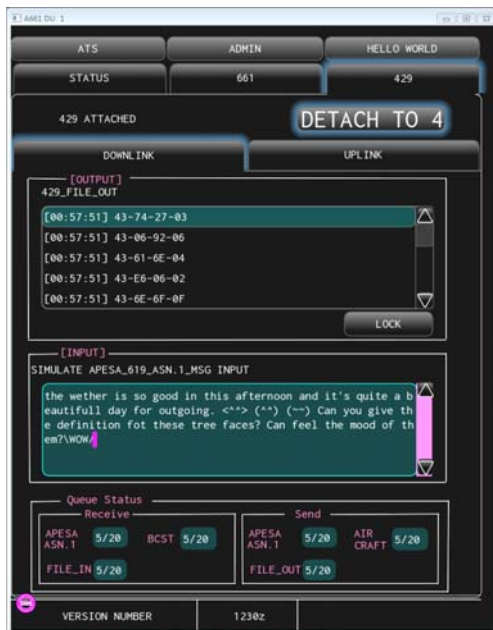 A661 DU 1
ATS ADMIN HELLO WORLD
STATUS 661 429
429 ATTACHED DETACH TO 4
DOWNLINK UPLINK
[OUTPUT]
429_FILE_OUT
[00:57:51] 43-74-27-03
[00:57:51] 43-06-92-06
[00:57:51] 43-61-6E-04
[00:57:51] 43-E6-06-02
[00:57:51] 43-6E-6F-0F
LOCK
[INPUT]
SIMULATE APESA_619_ASN.1_MSG INPUT
the wether is so good in this afternoon and it's quite a b
eautifull day for outgoing. <^^> (^^) (~~) Can you give th
e definition fot these tree faces? Can feel the mood of th
em?\WOW/
Queue Status
Receive Send
APESA ASN.1 5/20 BCST 5/20 APESA ASN.1 5/20 AIR CRAFT 5/20
FILE_IN 5/20 FILE_OUT 5/20
VERSION NUMBER 1230z